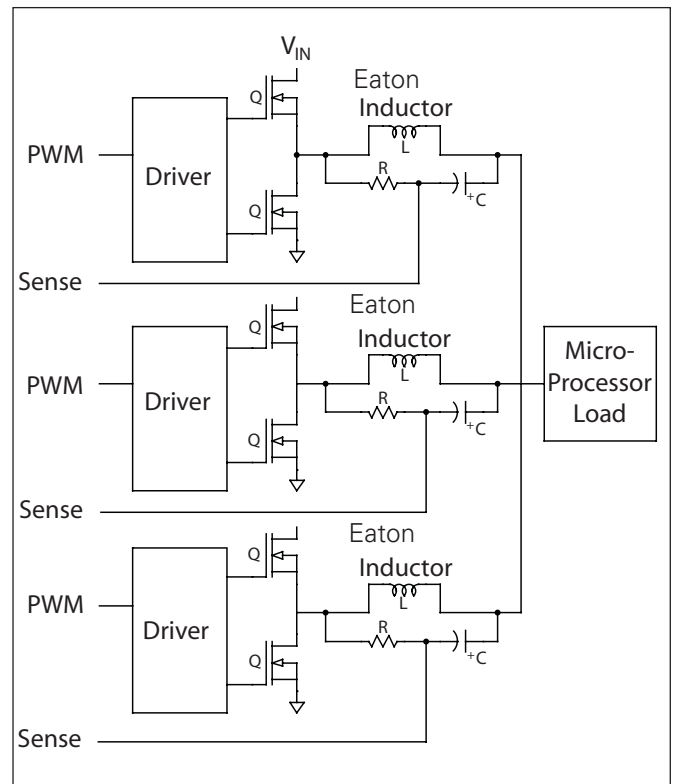 VIN
Eaton
Inductor
Q
L
PWM
Driver
R
Q
+C
Sense
Eaton
Inductor
Q
L
PWM
Driver
R
Q
+C
Micro-
Processor
Load
Sense
Eaton
Inductor
Q
L
PWM
Driver
R
Q
+C
Sense